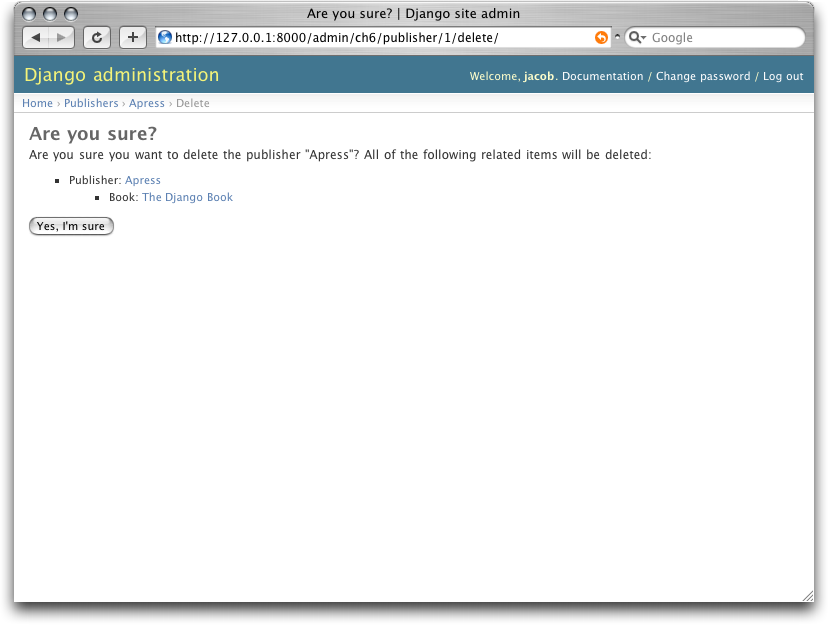 Are you sure? | Django site admin
http://127.0.0.1:8000/admin/ch6/publisher/1/delete/
Google
Django administration
Welcome, jacob. Documentation / Change password / Log out
Home › Publishers › Apress › Delete
Are you sure?
Are you sure you want to delete the publisher "Apress"? All of the following related items will be deleted:
Publisher: Apress
Book: The Django Book
Yes, I'm sure